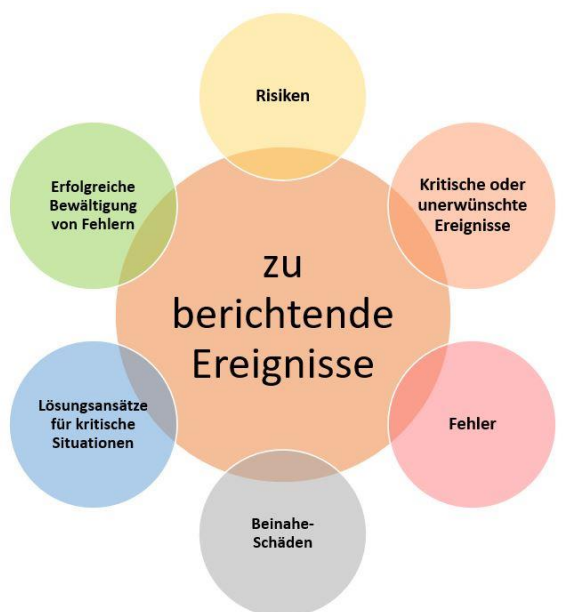 Risiken
Kritische oder
unerwünschte
Ereignisse
Fehler
Beinahe-
Schäden
Lösungsansätze
für kritische
Situationen
Erfolgreiche
Bewältigung
von Fehlern
zu
berichtende
Ereignisse